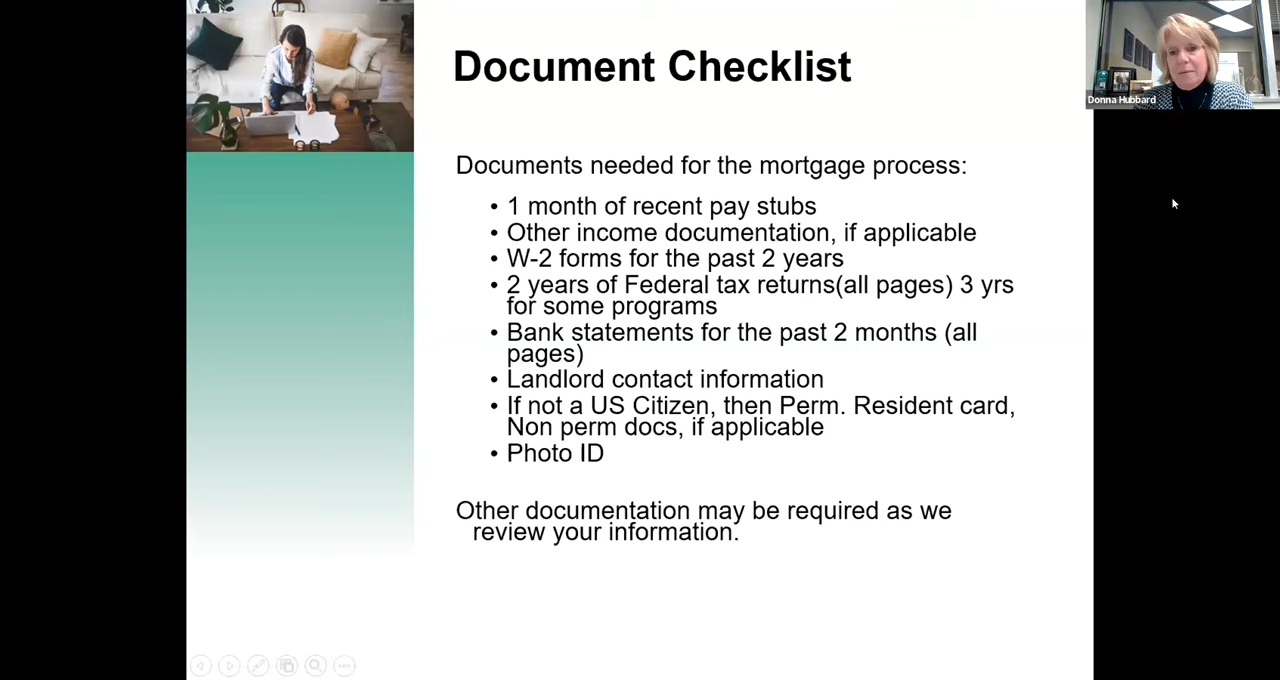 Document Checklist
Donna Hubbard
Documents needed for the mortgage process:
• 1 month of recent pay stubs
• Other income documentation, if applicable
• W-2 forms for the past 2 years
• 2 years of Federal tax returns(all pages) 3 yrs
for some programs
• Bank statements for the past 2 months (all
pages)
• Landlord contact information
• If not a US Citizen, then Perm. Resident card,
Non perm docs, if applicable
• Photo ID
Other documentation may be required as we
review your information.